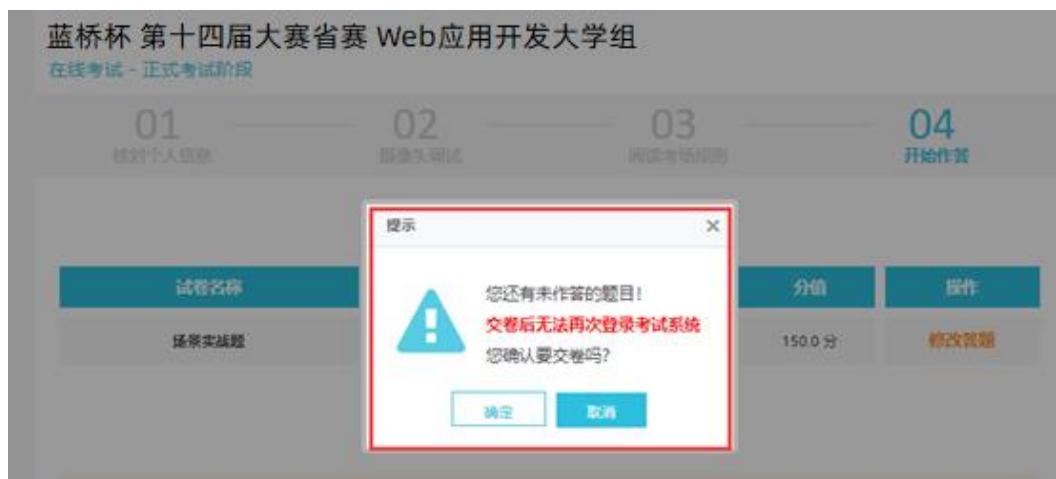 蓝桥杯 第十四届大赛省赛 Web应用开发大学组
在线考试 - 正式考试阶段
01
核对个人信息
02
摄像头调试
03
阅读考场规则
04
开始作答
提示
×
您还有未作答的题目!
交卷后无法再次登录考试系统
您确认要交卷吗?
确定
取消
试卷名称
分值
操作
场景实战题
150.0 分
修改答题